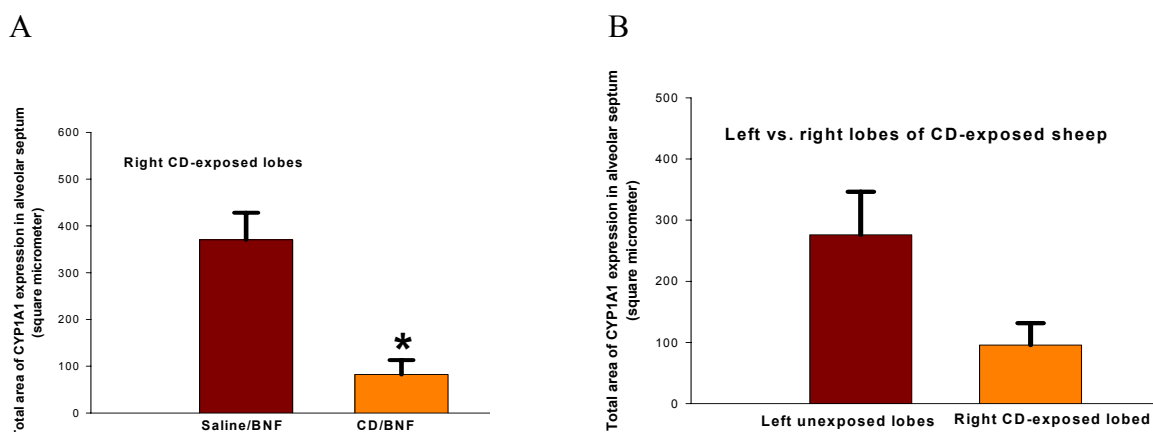 A
Total area of CYP1A1 expression in alveolar septum
(square micrometer)
600
500
400
300
200
100
0
Right CD-exposed lobes
*
Saline/BNF CD/BNF
B
Total area of CYP1A1 expression in alveolar septum
(square micrometer)
500
400
300
200
100
0
Left vs. right lobes of CD-exposed sheep
Left unexposed lobes Right CD-exposed lobed